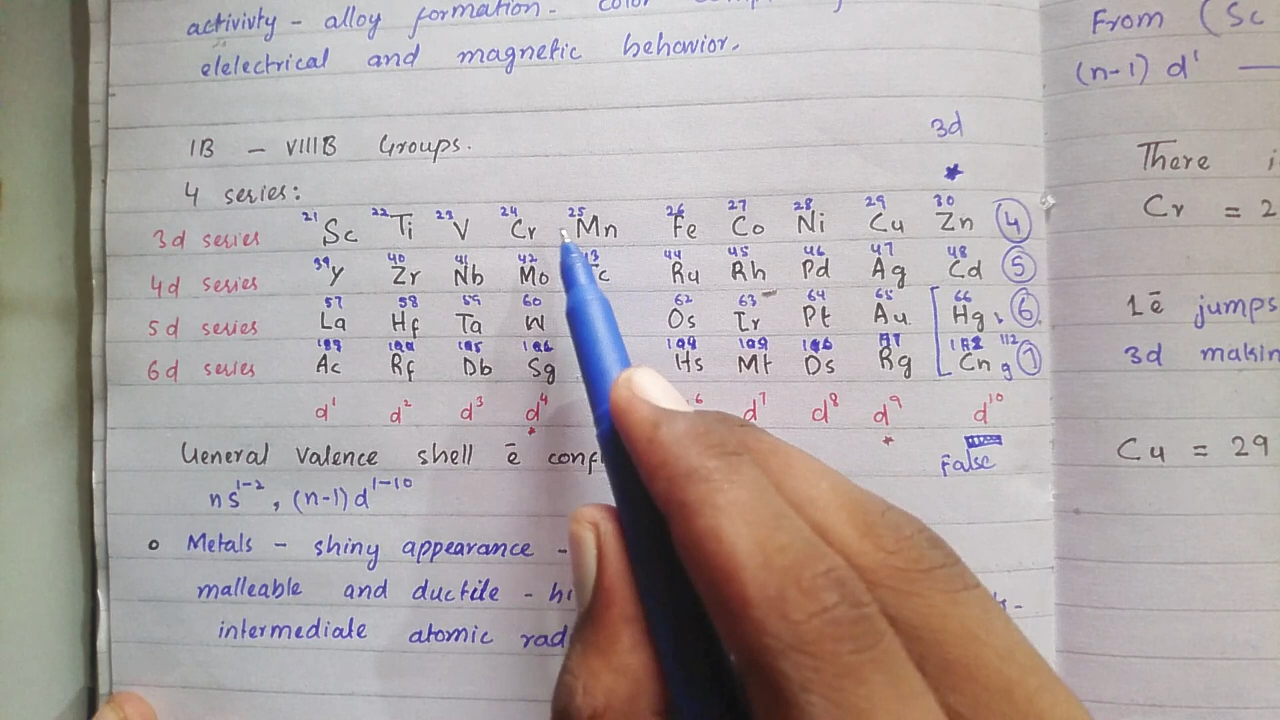 activivty - alloy formation - color
elelectrical and magnetic behavior.
IB - VIIIB Groups.
3d
*
4 series:
21 22 23 24 25 26 27 28 29 30
3d series Sc Ti V Cr Mn Fe Co Ni Cu Zn 4
39 40 41 42 43 44 45 46 47 48
4d series Y Zr Nb Mo c Ru Rh Pd Ag Cd 5
57 58 59 60 62 63 64 65 66
5d series La Hf Ta W Os Ir Pt Au Hg 6
112
6d series Ac Rf Db Sg Hs Mt Ds Rg Cn 7
d¹ d² d³ d⁴ 6 d⁷ d⁸ d⁹ d¹⁰
* *
General valence shell ē conf
False
ns¹⁻², (n-1)d¹⁻¹⁰
o Metals - shiny appearance -
malleable and ductile - hi
intermediate atomic rad
From (Sc
(n-1) d¹ —
There i
Cr = 2
1ē jumps
3d makin
Cu = 29